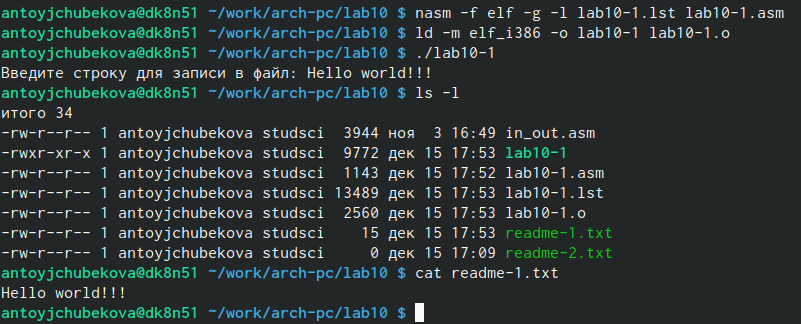 antoyjchubekova@dk8n51 ~/work/arch-pc/lab10 $ nasm -f elf -g -l lab10-1.lst lab10-1.asm
antoyjchubekova@dk8n51 ~/work/arch-pc/lab10 $ ld -m elf_i386 -o lab10-1 lab10-1.o
antoyjchubekova@dk8n51 ~/work/arch-pc/lab10 $ ./lab10-1
Введите строку для записи в файл: Hello world!!!
antoyjchubekova@dk8n51 ~/work/arch-pc/lab10 $ ls -l
итого 34
-rw-r--r-- 1 antoyjchubekova studsci  3944 ноя  3 16:49 in_out.asm
-rwxr-xr-x 1 antoyjchubekova studsci  9772 дек 15 17:53 lab10-1
-rw-r--r-- 1 antoyjchubekova studsci  1143 дек 15 17:52 lab10-1.asm
-rw-r--r-- 1 antoyjchubekova studsci 13489 дек 15 17:53 lab10-1.lst
-rw-r--r-- 1 antoyjchubekova studsci  2560 дек 15 17:53 lab10-1.o
-rw-r--r-- 1 antoyjchubekova studsci    15 дек 15 17:53 readme-1.txt
-rw-r--r-- 1 antoyjchubekova studsci     0 дек 15 17:09 readme-2.txt
antoyjchubekova@dk8n51 ~/work/arch-pc/lab10 $ cat readme-1.txt
Hello world!!!
antoyjchubekova@dk8n51 ~/work/arch-pc/lab10 $